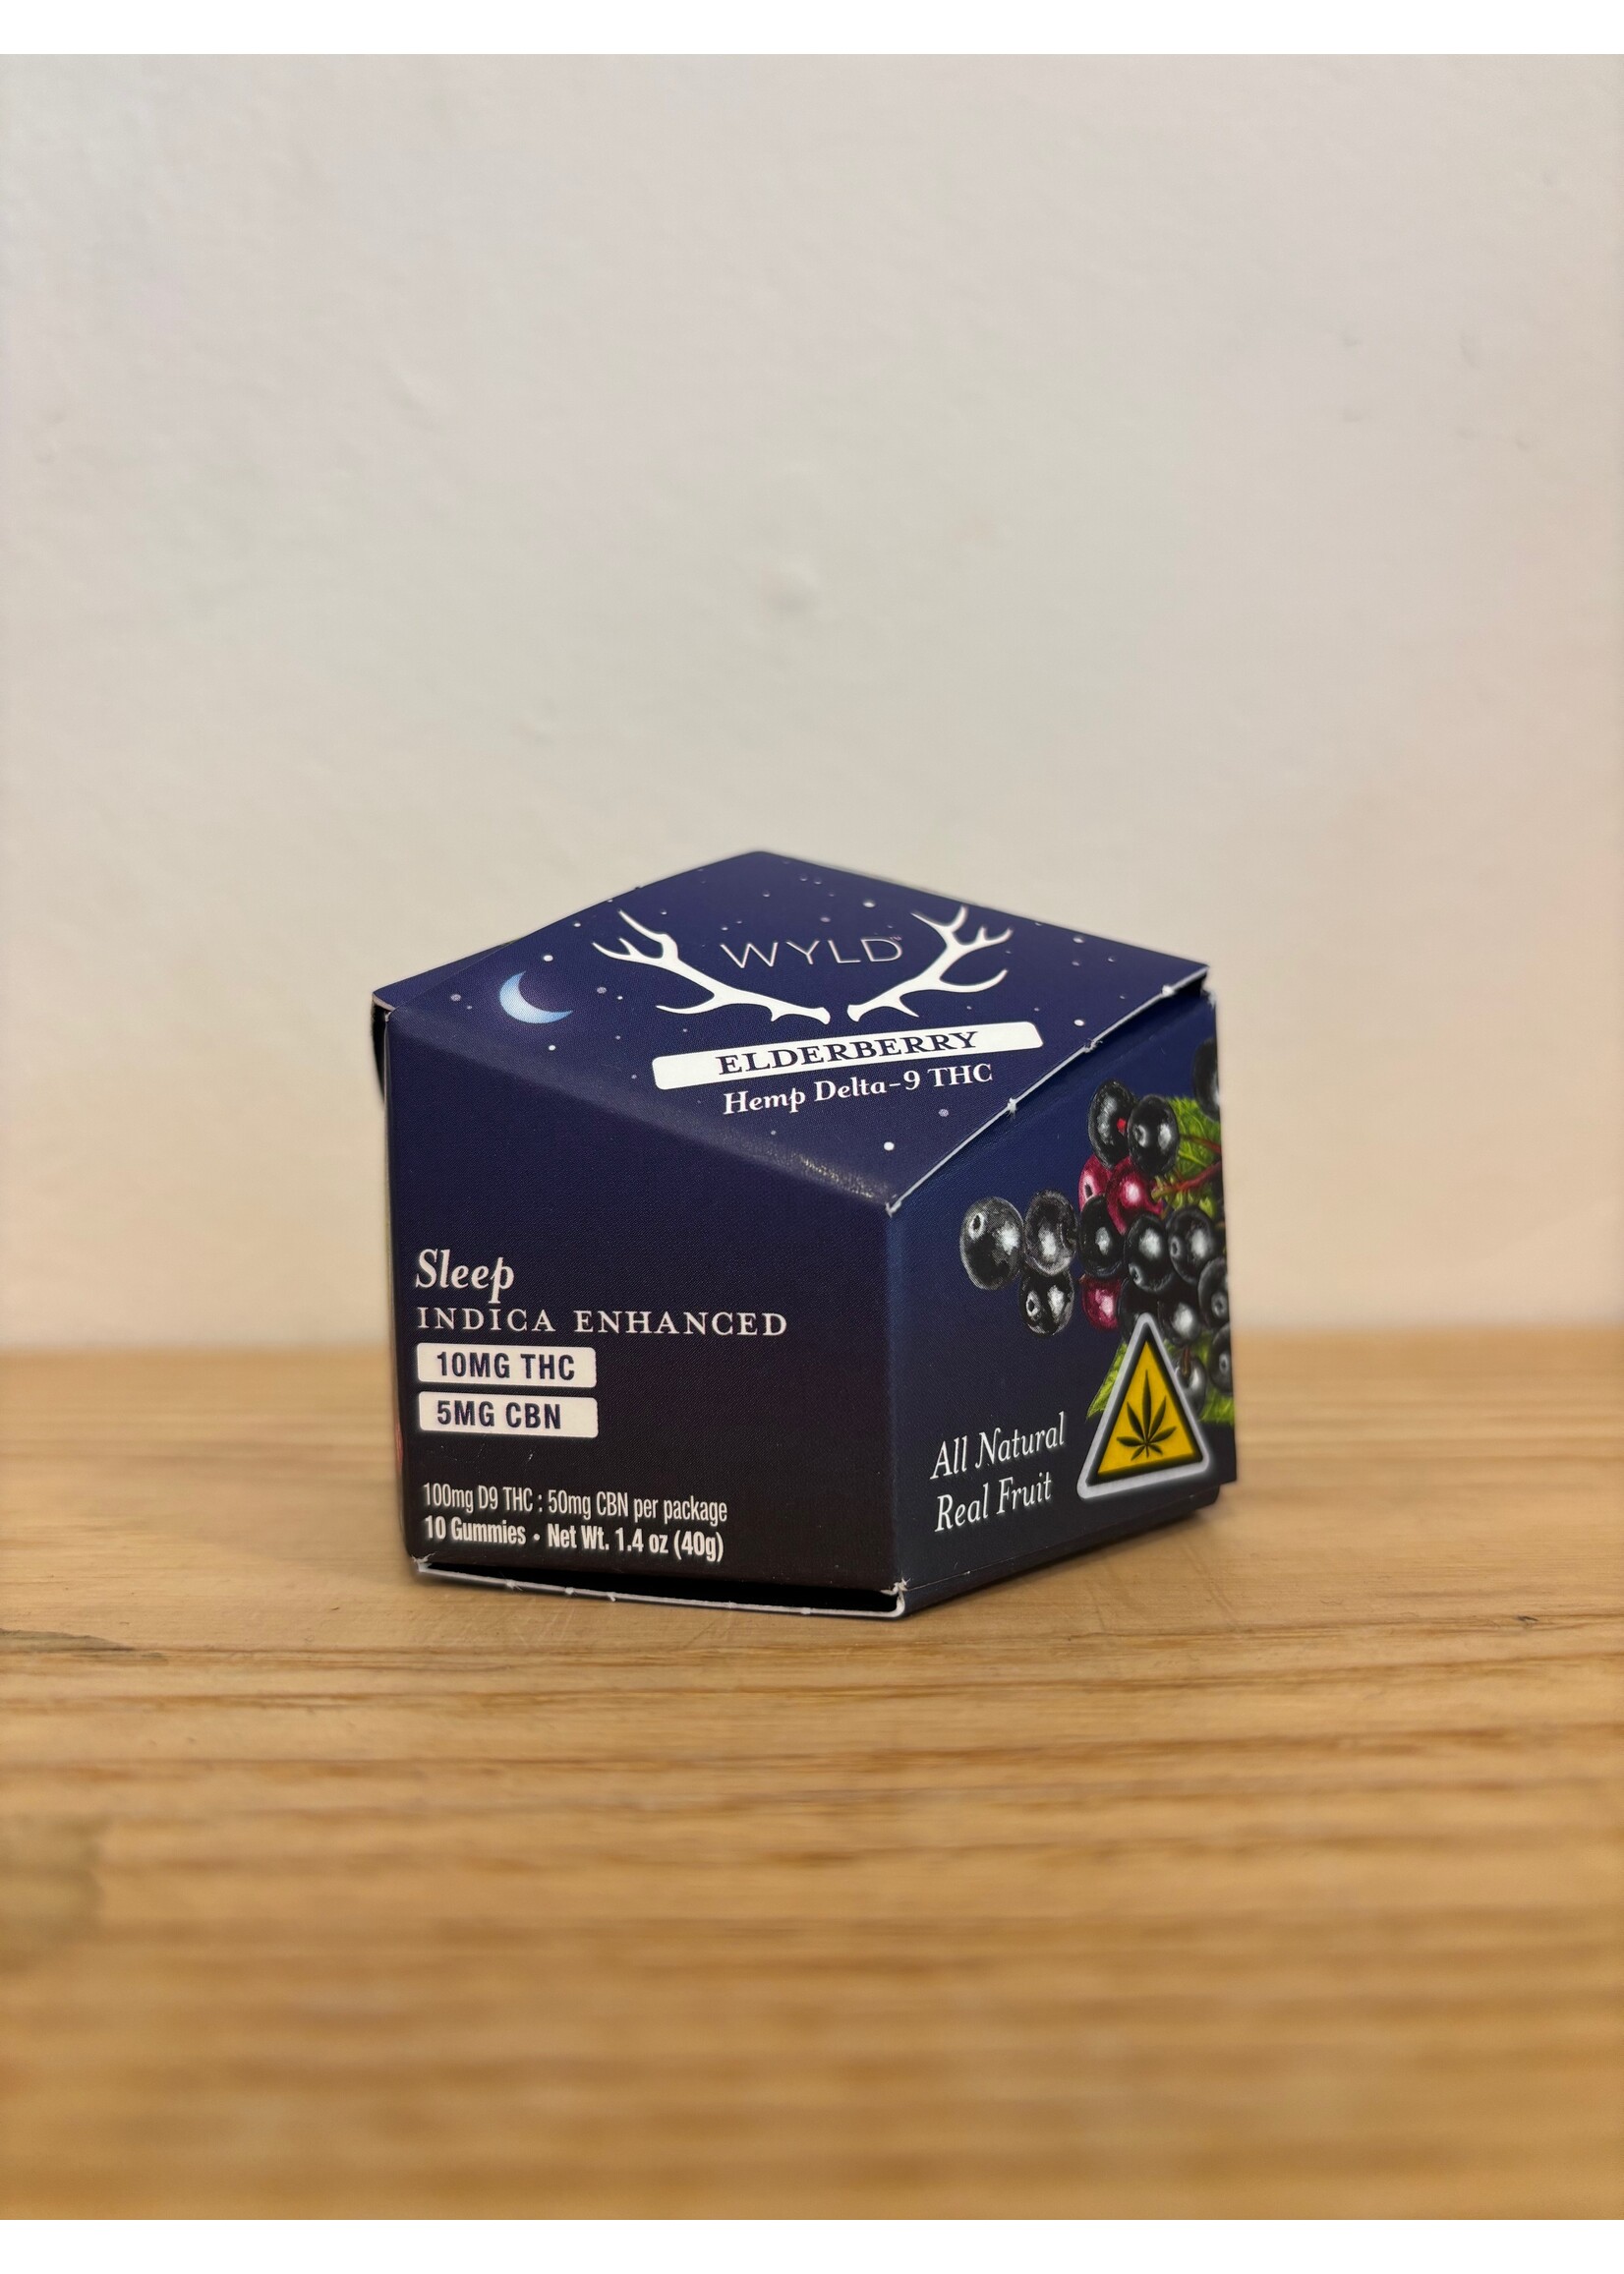 WYLD
ELDERBERRY
Hemp Delta-9 THC
Sleep
INDICA ENHANCED
10MG THC
5MG CBN
100mg D9 THC : 50mg CBN per package
10 Gummies • Net Wt. 1.4 oz (40g)
All Natural
Real Fruit